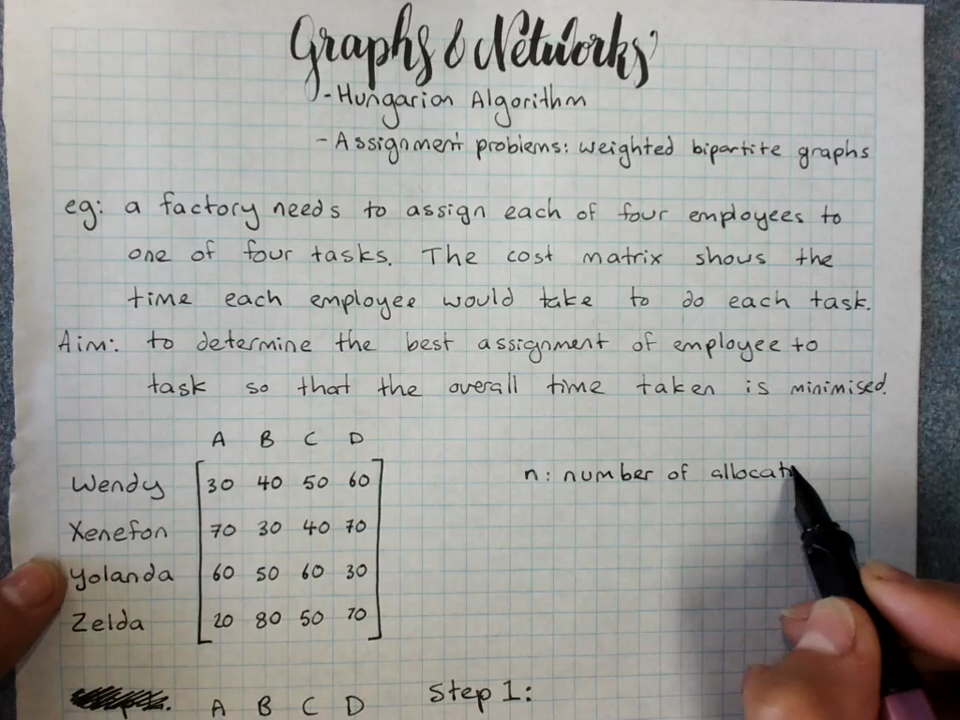 Graphs & Networks
- Hungarian Algorithm
- Assignment problems: weighted bipartite graphs
eg: a factory needs to assign each of four employees to
one of four tasks. The cost matrix shows the
time each employee would take to do each task.
Aim: to determine the best assignment of employee to
task so that the overall time taken is minimised.
A B C D
Wendy 30 40 50 60
Xenefon 70 30 40 70
Yolanda 60 50 60 30
Zelda 20 80 50 70
n: number of allocati
A B C D
Step 1: